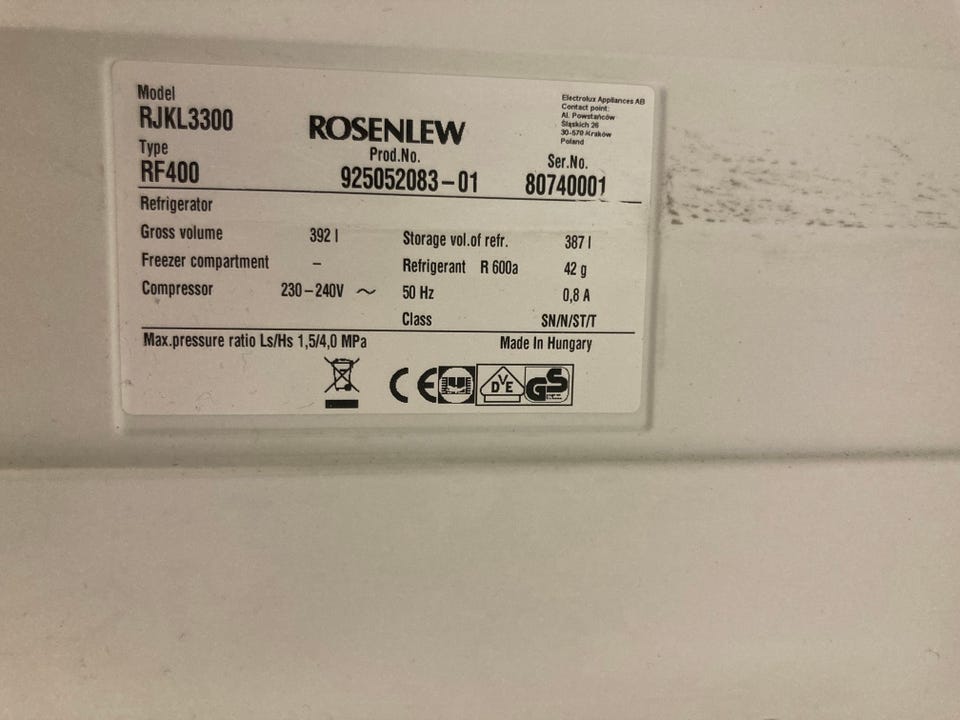 Model
RJKL3300
Type
RF400
ROSENLEW
Prod.No.
925052083-01
Electrolux Appliances AB
Contact point:
Al. Powstańców
Śląskich 26
30-570 Kraków
Poland
Ser.No.
80740001
Refrigerator
Gross volume 392 l Storage vol.of refr. 387 l
Freezer compartment – Refrigerant R 600a 42 g
Compressor 230-240V ~ 50 Hz 0,8 A
Class SN/N/ST/T
Max.pressure ratio Ls/Hs 1,5/4,0 MPa Made In Hungary
CE DVE GS